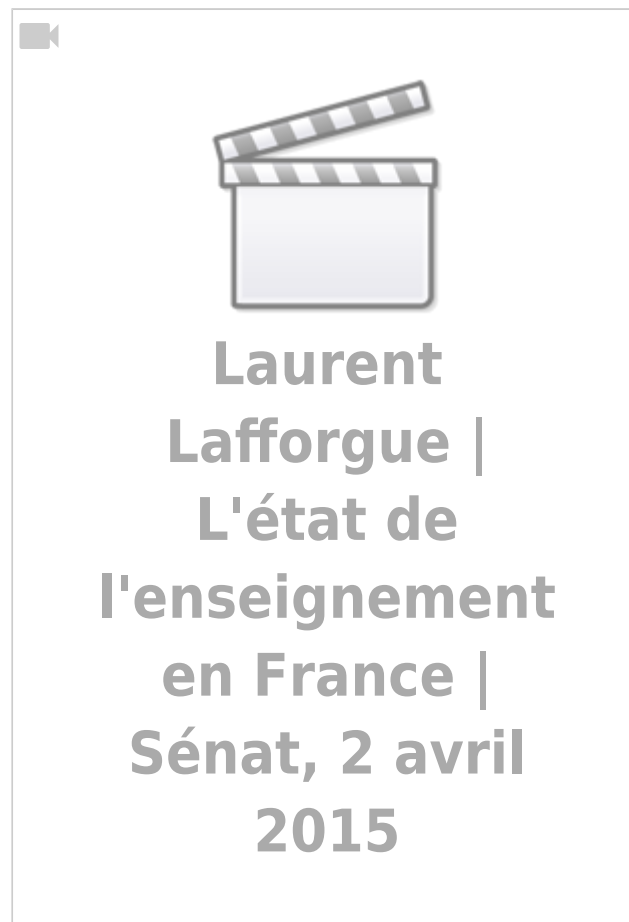 Laurent
Lafforgue |
L'état de
l'enseignement
en France |
Sénat, 2 avril
2015